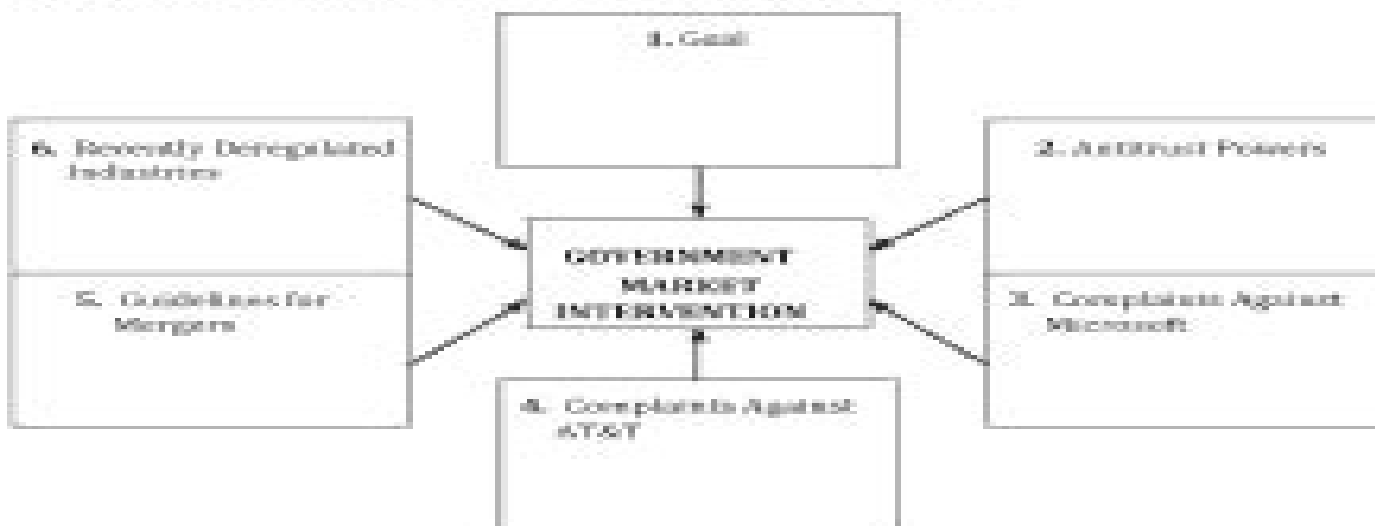 1. Goal
6. Recently Deregulated
Industries
2. Antitrust Powers
GOVERNMENT
MARKET
INTERVENTION
5. Guidelines for
Mergers
3. Complaints Against
Microsoft
4. Complaints Against
AT&T